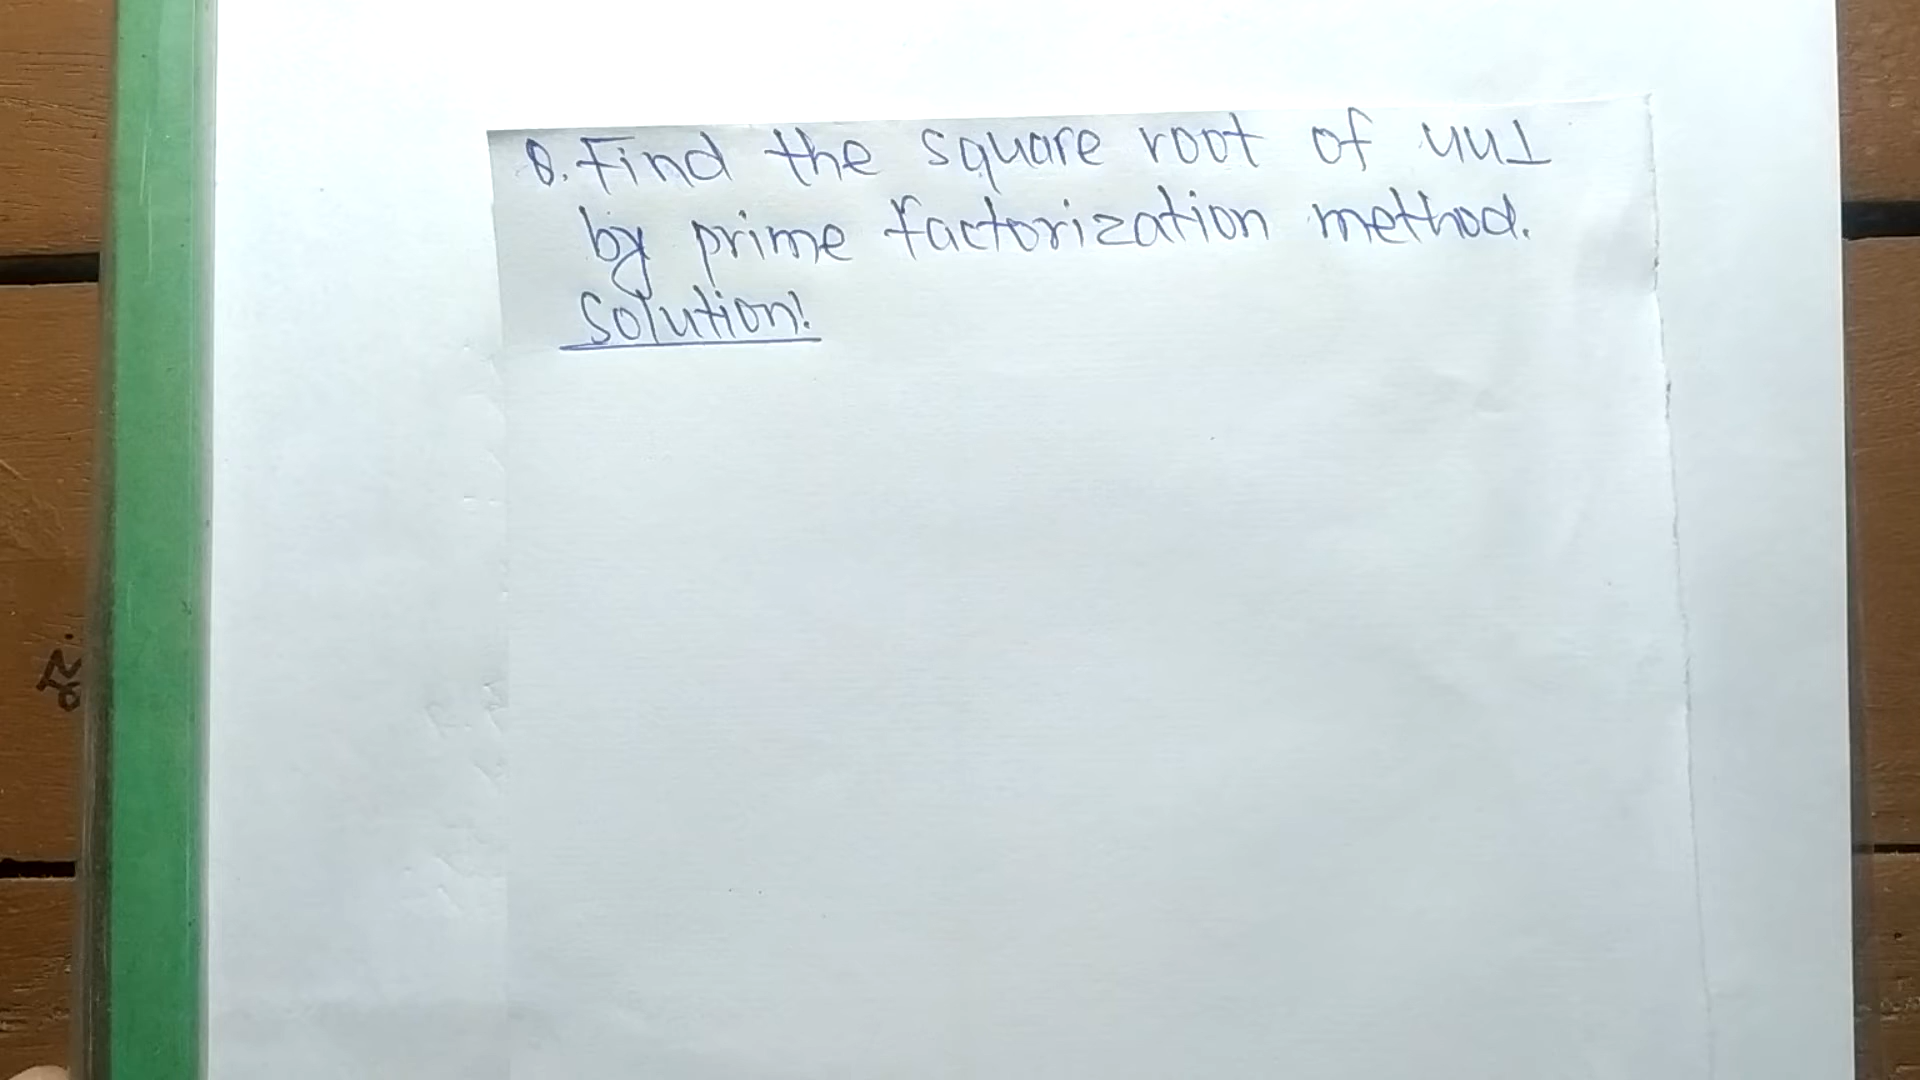 Q. Find the square root of 441
by prime factorization method.
Solution: